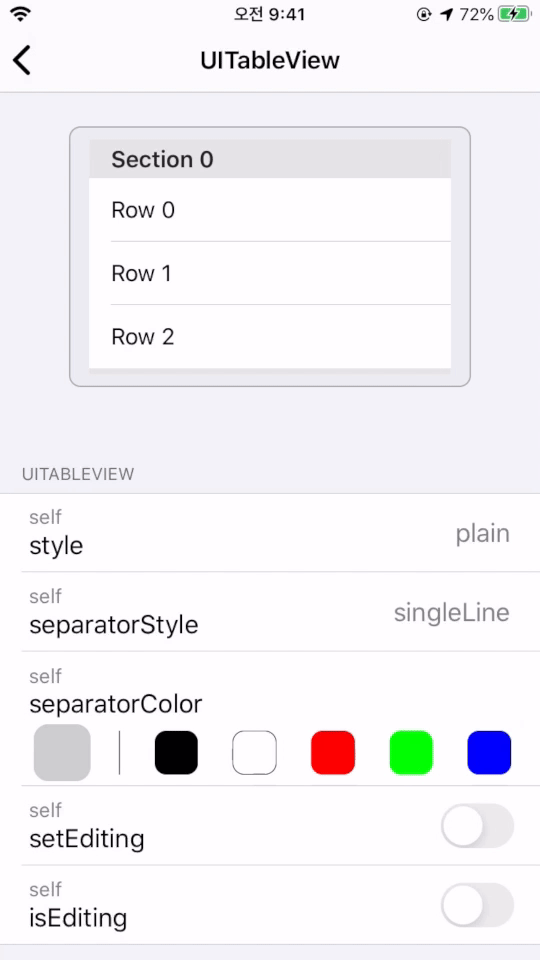 오전 9:41
72%
UITableView
Section 0
Row 0
Row 1
Row 2
UITABLEVIEW
self
style
plain
self
separatorStyle
singleLine
self
separatorColor
self
setEditing
self
isEditing